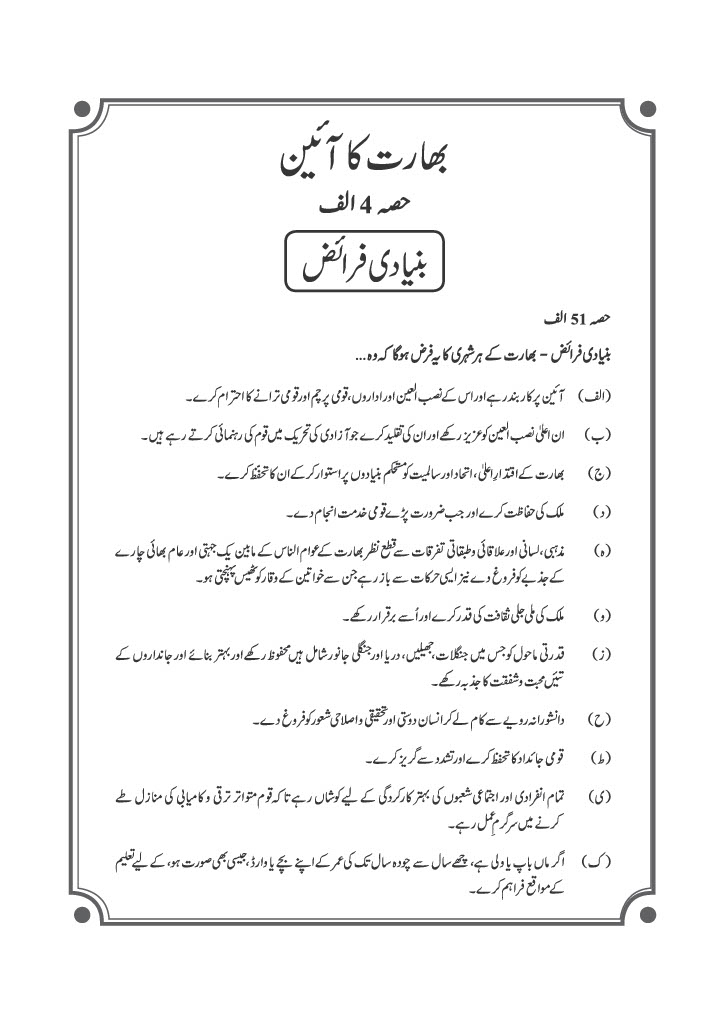 بھارت کا آئین
حصہ 4 الف
بنیادی فرائض
حصہ 51 الف
بنیادی فرائض - بھارت کے ہر شہری کا یہ فرض ہوگا کہ وہ...
(الف) آئین پر کاربند رہے اور اس کے نصب العین اور اداروں، قومی پرچم اور قومی ترانے کا احترام کرے۔
(ب) ان اعلیٰ نصب العین کو عزیز رکھے اور ان کی تقلید کرے جو آزادی کی تحریک میں قوم کی رہنمائی کرتے رہے ہیں۔
(ج) بھارت کے اقتدارِ اعلیٰ، اتحاد اور سالمیت کو مستحکم بنیادوں پر استوار کر کے ان کا تحفظ کرے۔
(د) ملک کی حفاظت کرے اور جب ضرورت پڑے قومی خدمت انجام دے۔
(ہ) مذہبی، لسانی اور علاقائی و طبقاتی تفرقات سے قطع نظر بھارت کے عوام الناس کے مابین یک جہتی اور عام بھائی چارے
کے جذبے کو فروغ دے نیز ایسی حرکات سے باز رہے جن سے خواتین کے وقار کو ٹھیس پہنچتی ہو۔
(و) ملک کی ملی جلی ثقافت کی قدر کرے اور اُسے برقرار رکھے۔
(ز) قدرتی ماحول کو جس میں جنگلات، جھیلیں، دریا اور جنگلی جانور شامل ہیں محفوظ رکھے اور بہتر بنائے اور جانداروں کے
تئیں محبت و شفقت کا جذبہ رکھے۔
(ح) دانشورانہ رویے سے کام لے کر انسان دوستی اور تحقیقی و اصلاحی شعور کو فروغ دے۔
(ط) قومی جائداد کا تحفظ کرے اور تشدد سے گریز کرے۔
(ی) تمام انفرادی اور اجتماعی شعبوں کی بہتر کارکردگی کے لیے کوشاں رہے تاکہ قوم متواتر ترقی و کامیابی کی منازل طے
کرنے میں سرگرمِ عمل رہے۔
(ک) اگر ماں باپ یا ولی ہے، چھے سال سے چودہ سال تک کی عمر کے اپنے بچے یا وارڈ، جیسی بھی صورت ہو، کے لیے تعلیم
کے مواقع فراہم کرے۔